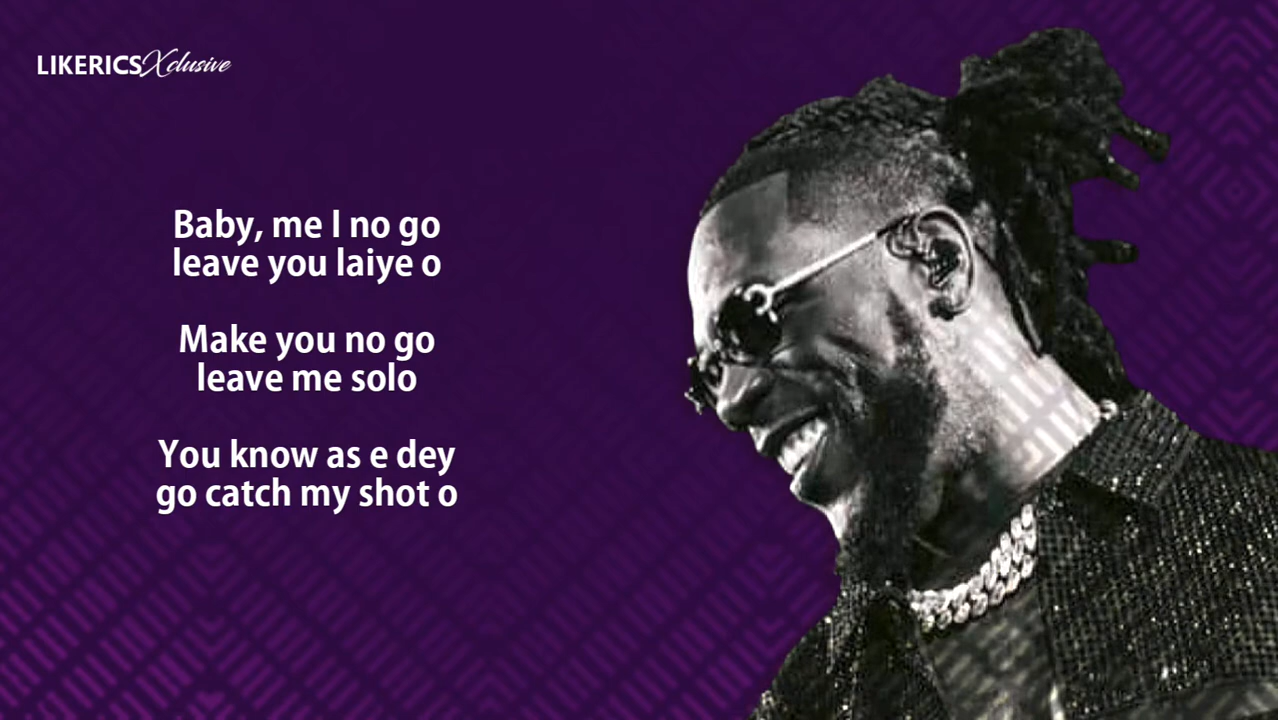 LIKERICSXclusive
Baby, me I no go
leave you laiye o
Make you no go
leave me solo
You know as e dey
go catch my shot o